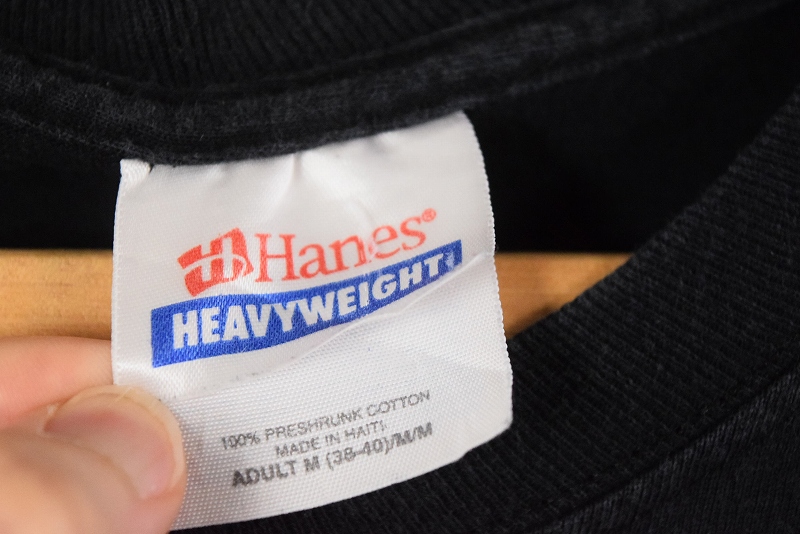 Hanes®
HEAVYWEIGHT®
100% PRESHRUNK COTTON
MADE IN HAITI
ADULT M (38-40)/M/M